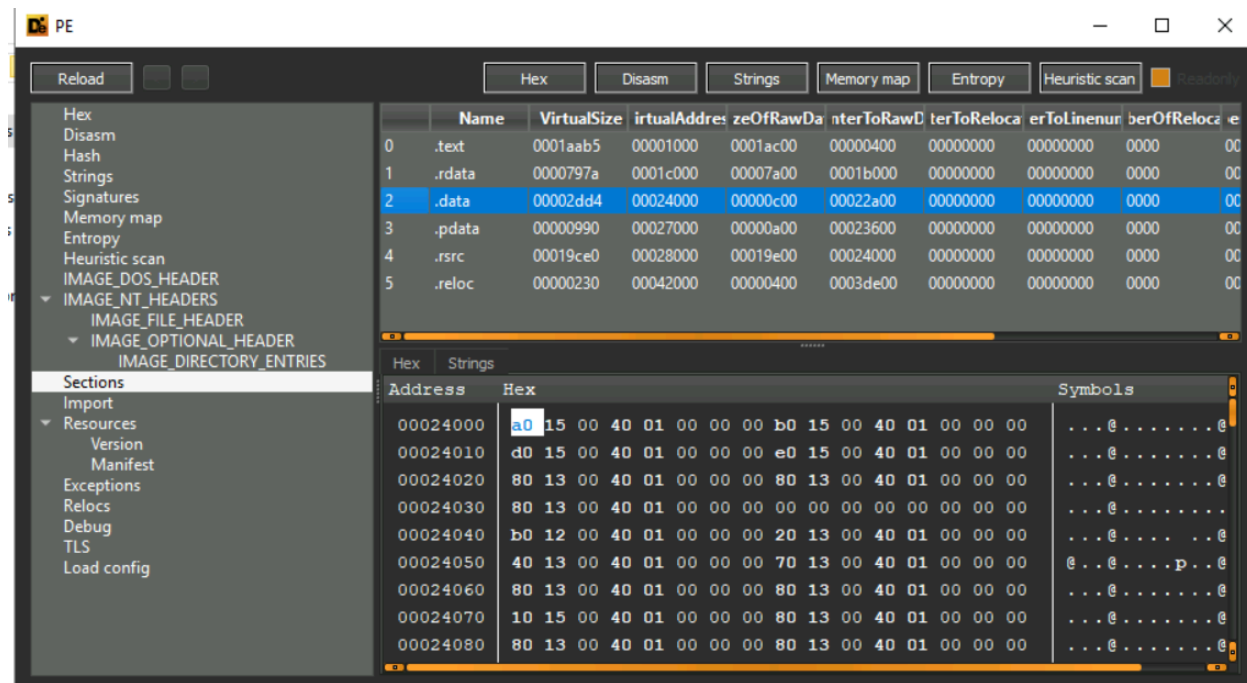 De PE
Reload Hex Disasm Strings Memory map Entropy Heuristic scan Readonly
Hex
Disasm
Hash
Strings
Signatures
Memory map
Entropy
Heuristic scan
IMAGE_DOS_HEADER
IMAGE_NT_HEADERS
IMAGE_FILE_HEADER
IMAGE_OPTIONAL_HEADER
IMAGE_DIRECTORY_ENTRIES
Sections
Import
Resources
Version
Manifest
Exceptions
Relocs
Debug
TLS
Load config
Name VirtualSize irtualAddres zeOfRawDa nterToRawD terToReloca erToLinenun berOfReloca
0 .text 0001aab5 00001000 0001ac00 00000400 00000000 00000000 0000 00
1 .rdata 0000797a 0001c000 00007a00 0001b000 00000000 00000000 0000 00
2 .data 00002dd4 00024000 00000c00 00022a00 00000000 00000000 0000 00
3 .pdata 00000990 00027000 00000a00 00023600 00000000 00000000 0000 00
4 .rsrc 00019ce0 00028000 00019e00 00024000 00000000 00000000 0000 00
5 .reloc 00000230 00042000 00000400 0003de00 00000000 00000000 0000 00
Hex Strings
Address Hex Symbols
00024000 a0 15 00 40 01 00 00 00 b0 15 00 40 01 00 00 00 ...@.......@
00024010 d0 15 00 40 01 00 00 00 e0 15 00 40 01 00 00 00 ...@.......@
00024020 80 13 00 40 01 00 00 00 80 13 00 40 01 00 00 00 ...@.......@
00024030 80 13 00 40 01 00 00 00 00 00 00 00 00 00 00 00 ...@........
00024040 b0 12 00 40 01 00 00 00 20 13 00 40 01 00 00 00 ...@.... ..@
00024050 40 13 00 40 01 00 00 00 70 13 00 40 01 00 00 00 @..@....p..@
00024060 80 13 00 40 01 00 00 00 80 13 00 40 01 00 00 00 ...@.......@
00024070 10 15 00 40 01 00 00 00 80 13 00 40 01 00 00 00 ...@.......@
00024080 80 13 00 40 01 00 00 00 80 13 00 40 01 00 00 00 ...@.......@